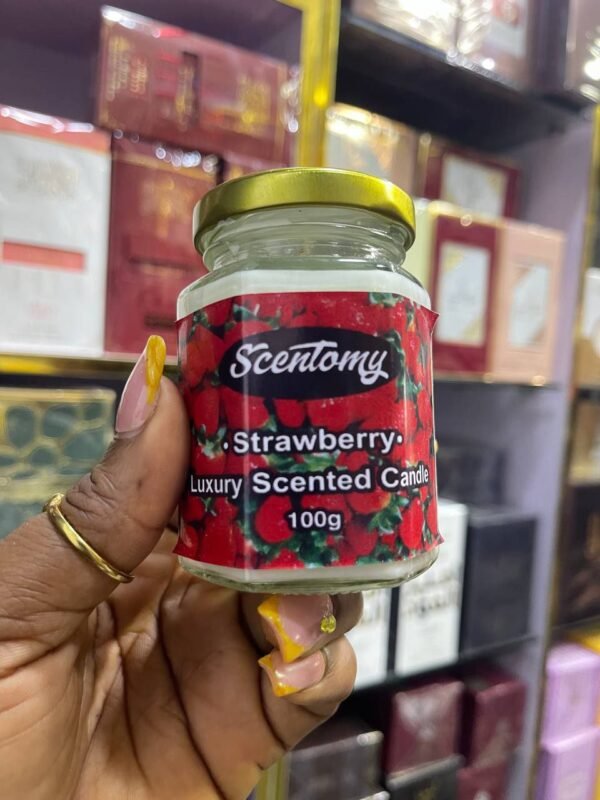 Scentomy
•Strawberry•
Luxury Scented Candle
100g